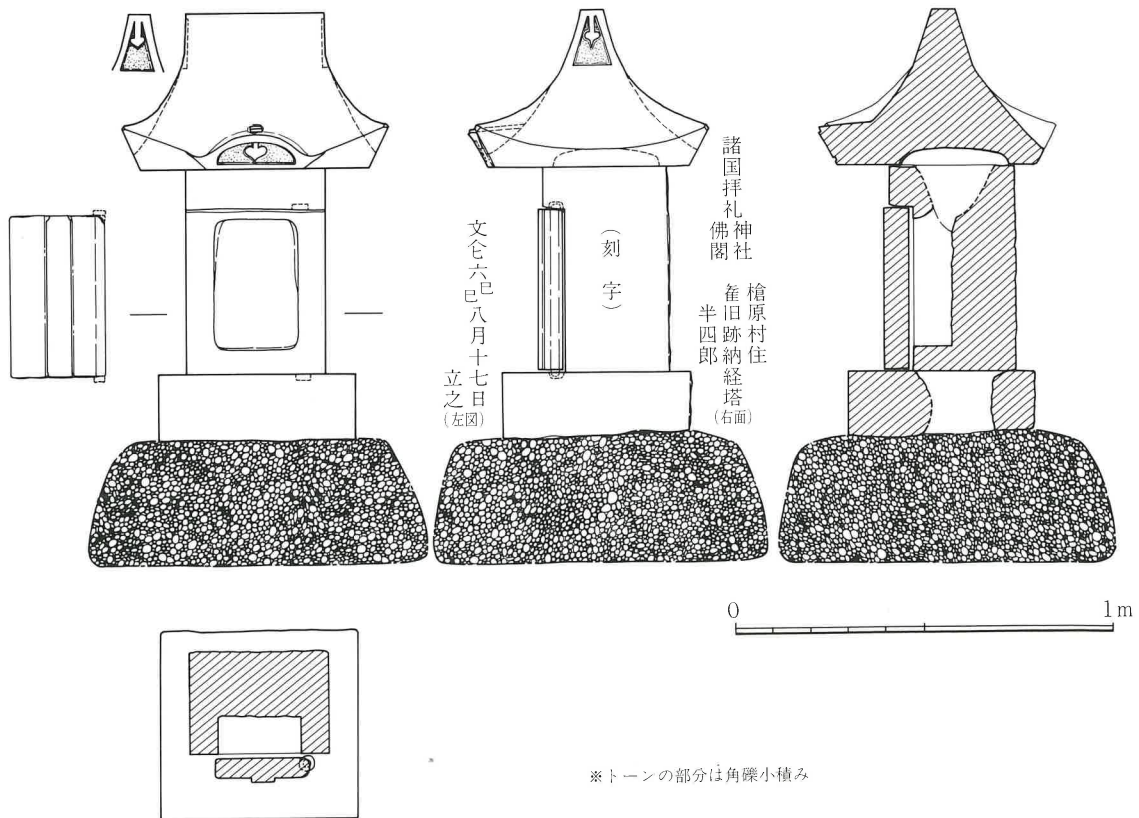 諸国拝礼神社
佛閣
檜原村住
旧跡納経塔
半四郎
(右面)
(刻字)
文仝六巳
巳八月十七日
立之
(左図)
0 1m
※トーンの部分は角礫小積み